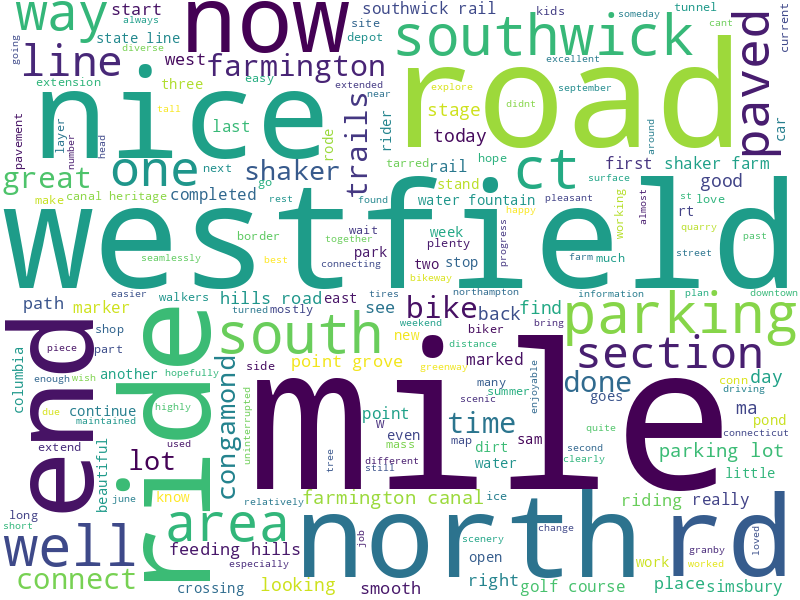 way
start
now
southwick rail
kids
site
depot
someday
tunnel
cant
current
always
diverse
going
state line
line
west
farmington
southwick
excellent
paved
extension
three
easy
extended
near
september
nice
road
explore
tall
last
rode
trails
rider
stage
didnt
around
car
pavement
layer
number
head
today
tarred
hope
one
next
shaker
rail
ct
first
shaker farm
great
completed
go
stand
surface
good
canal heritage
make
rest
found
water fountain
happy
pleasant
working
almost
rt
st
love
westfield
border
wait
week
together
plenty
progress
quarry
past
seamlessly
best
park
two
stop
farm
much
street
connecting
bikeway
easier
tires
northampton
information
plan
downtown
path
marker
walkers
hills road
east
see
bike
back
find
parking
turned
mostly
weekend
biker
bring
shop
part
south
new
distance
connecticut
end
ride
piece
side
point grove
marked
section
columbia
enough
wish
another
hopefully
greenway
conn
driving
day
congamond
many
summer
enjoyable
done
goes
due
continue
highly
maintained
uninterrupted
point
w
scenic
time
ma
pond
mile
extend
used
even
mass
map
dirt
sam
quite
second
clearly
beautiful
lot
tree
different
still
water
parking lot
little
june
know
long
relatively
farmington canal
ice
riding
really
short
area
north
rd
change
granby
loved
well
feeding hills
job
scenery
especially
open
work
worked
connect
crossing
looking
smooth
right
golf course
place
simsbury